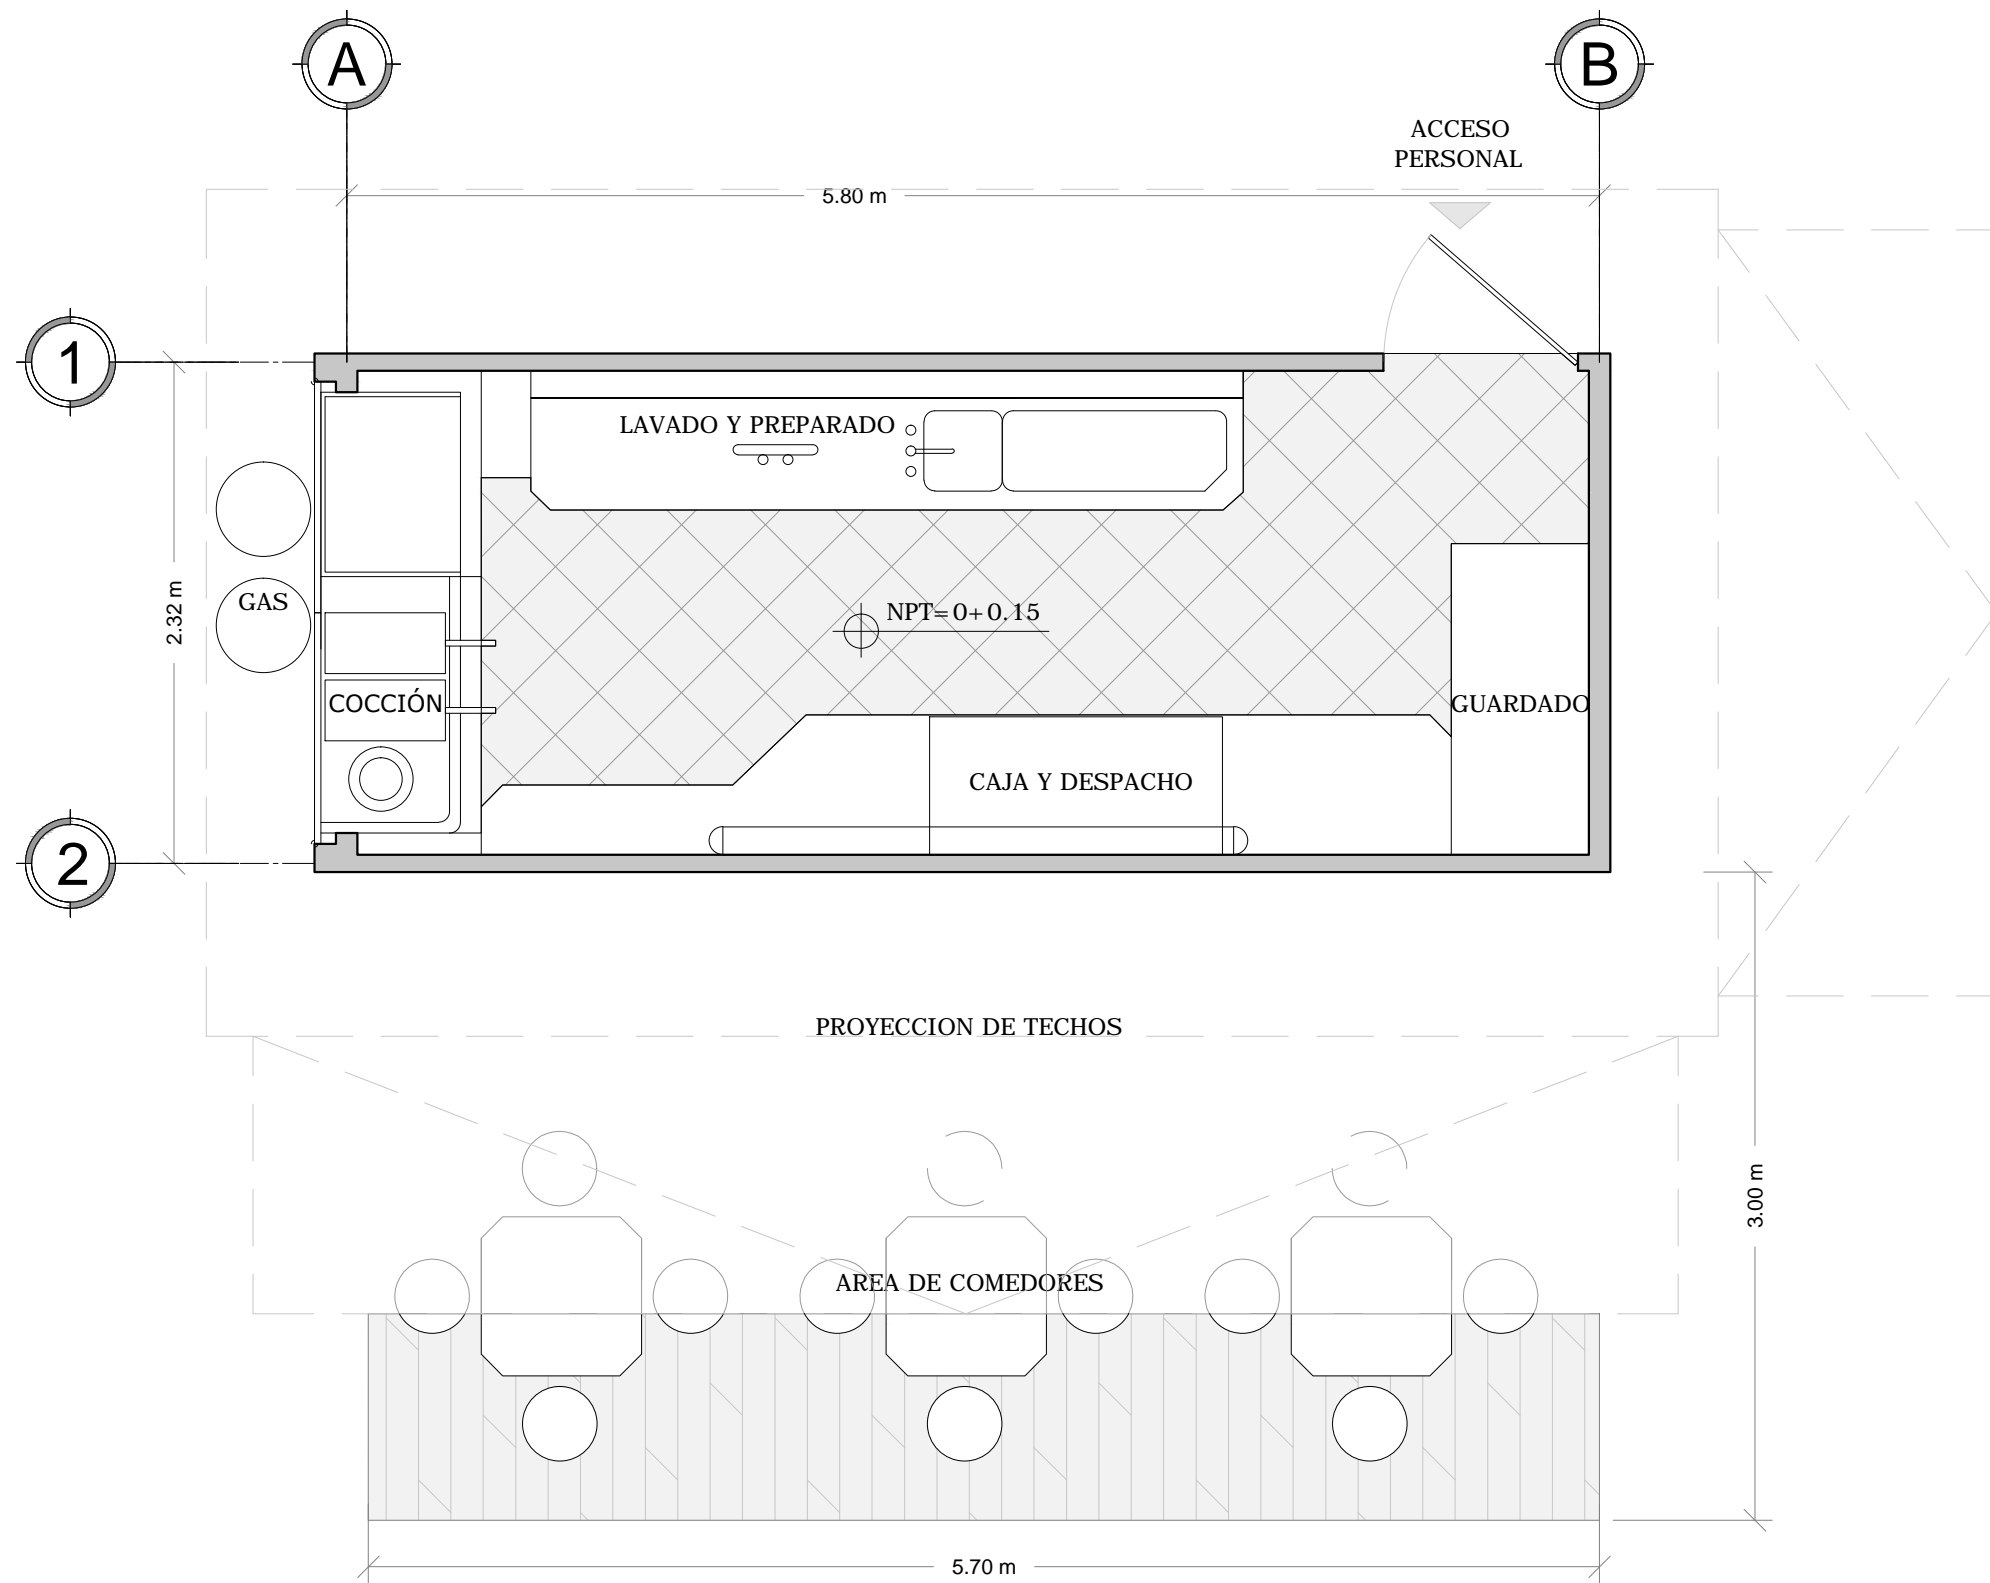 A
B
ACCESO
PERSONAL
5.80 m
1
LAVADO Y PREPARADO
GAS
2.32 m
NPT=0+0.15
COCCIÓN
GUARDADO
CAJA Y DESPACHO
2
PROYECCION DE TECHOS
3.00 m
AREA DE COMEDORES
5.70 m